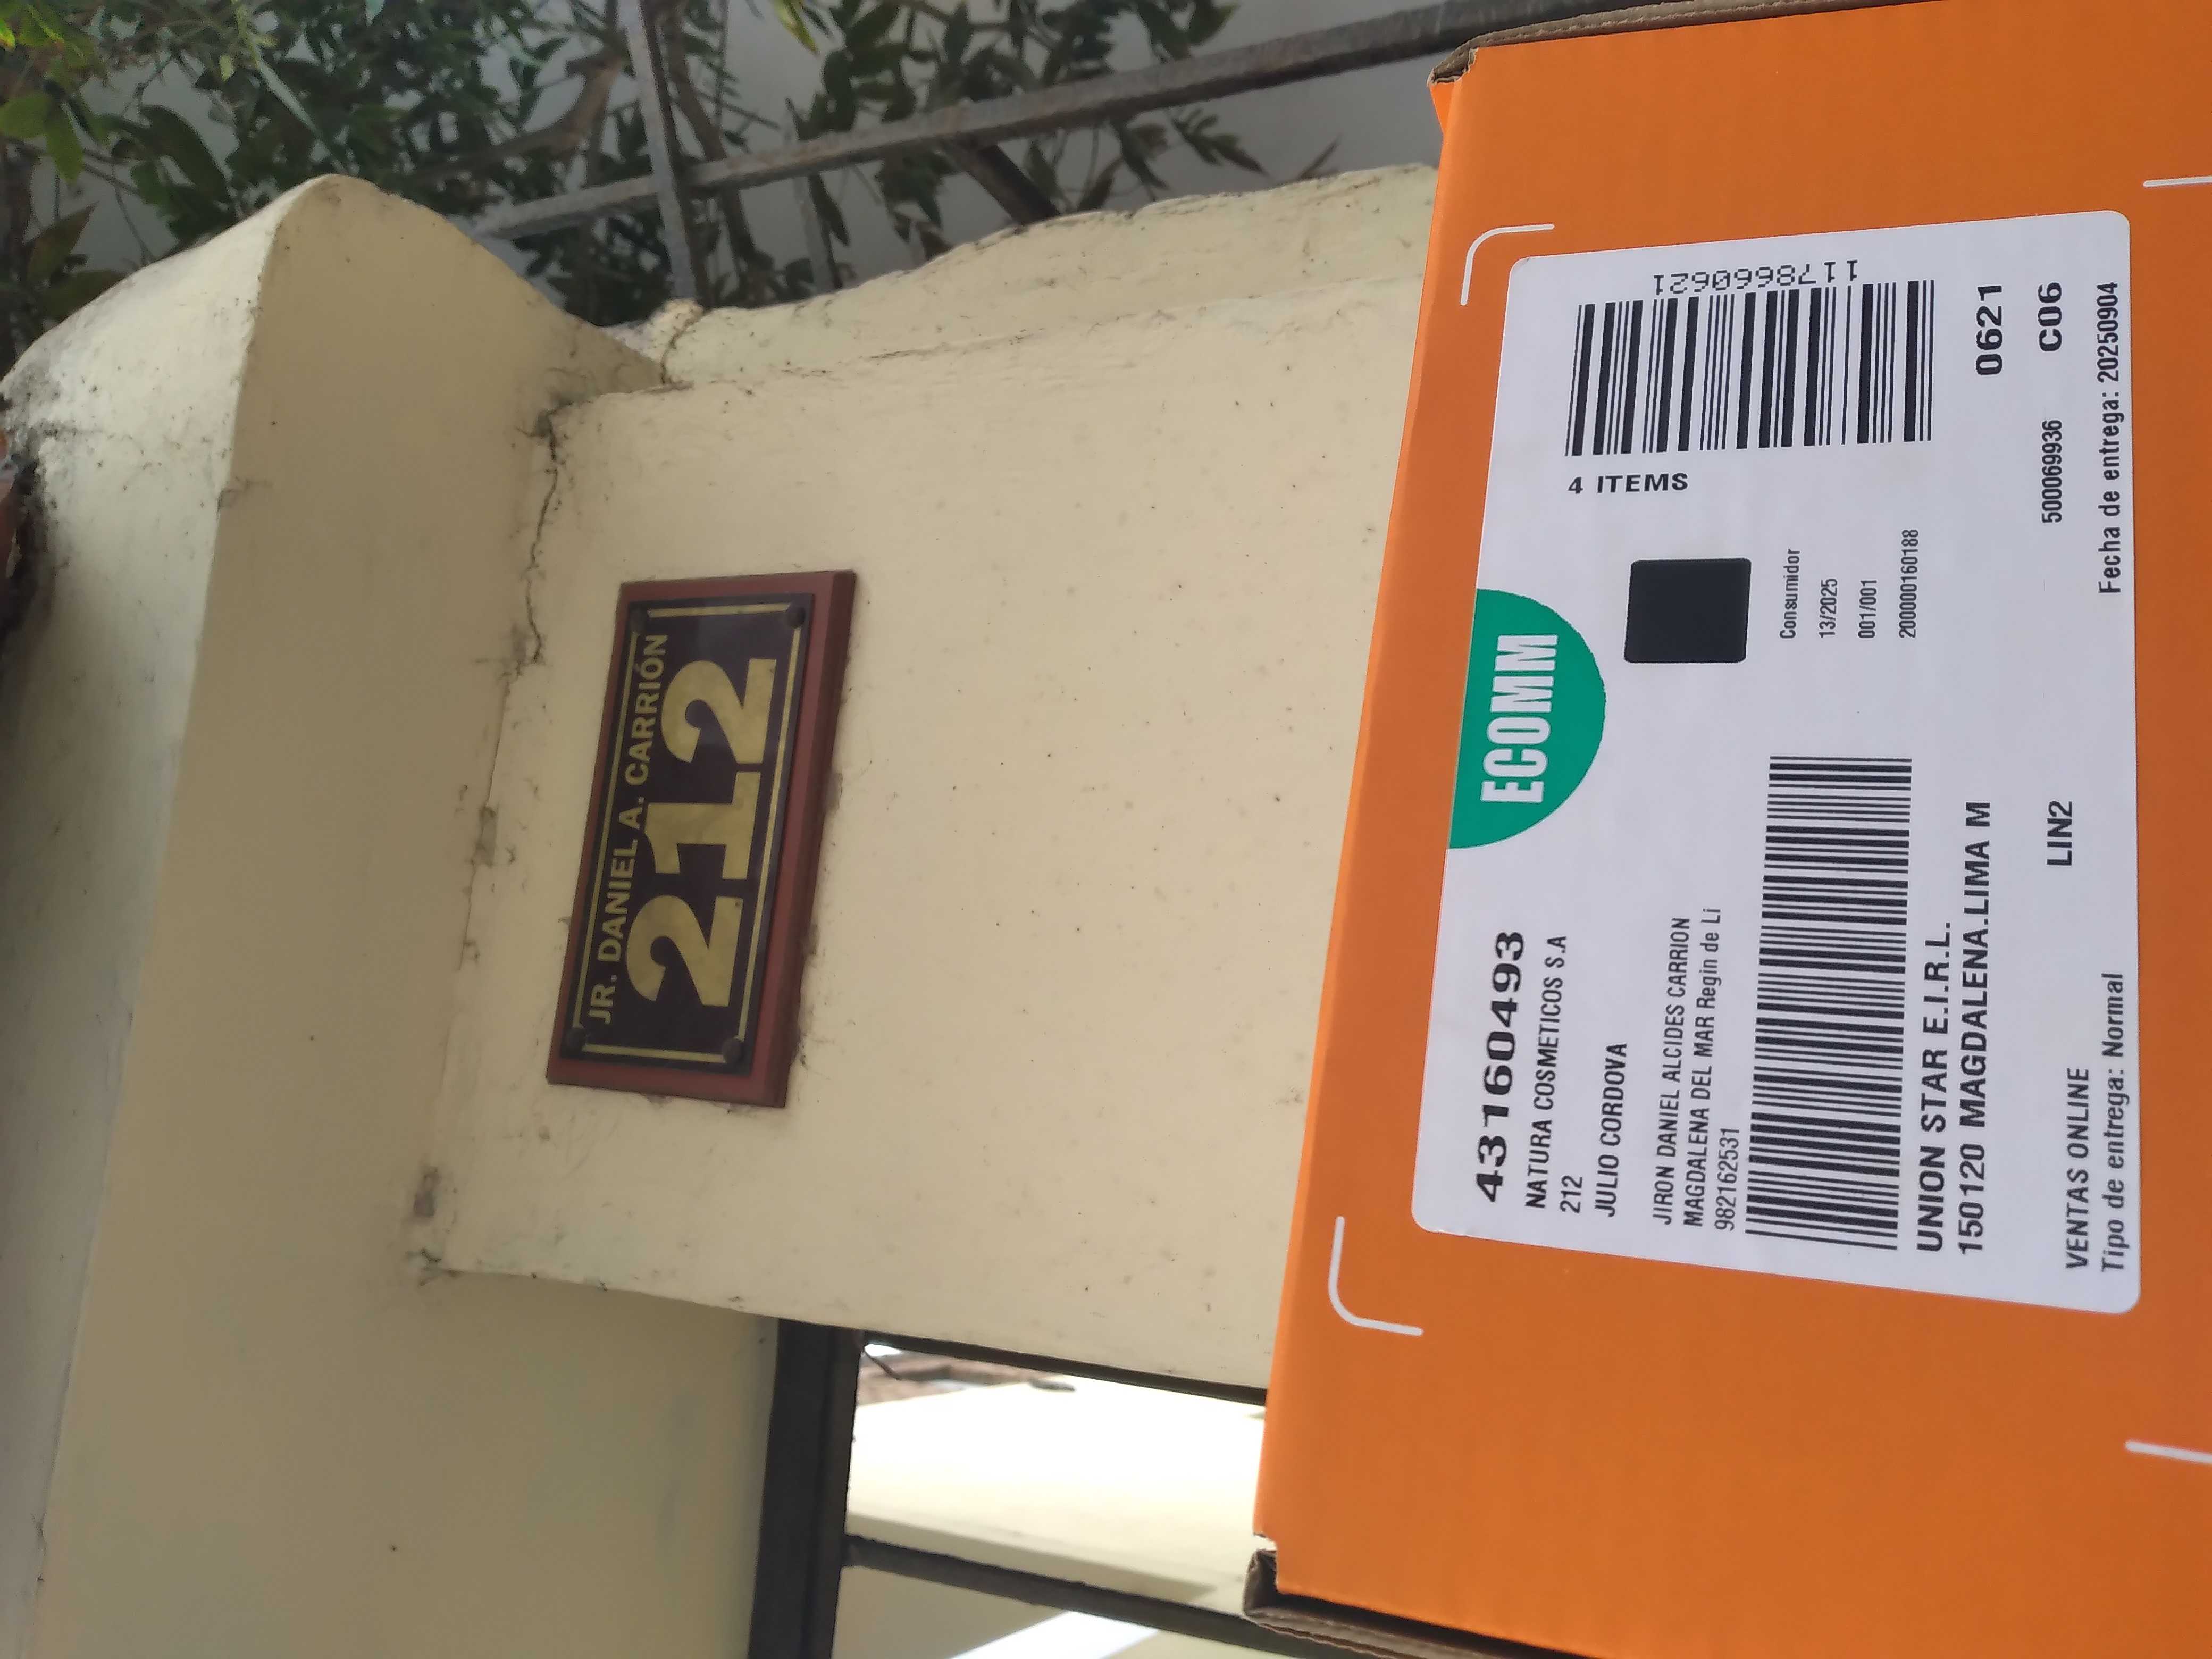 JR. DANIEL A. CARRIÓN
212
ECOMM
43160493
NATURA COSMETICOS S.A
212
JULIO CORDOVA
JIRON DANIEL ALCIDES CARRION
MAGDALENA DEL MAR Regin de Li
982162531
UNION STAR E.I.R.L.
150120 MAGDALENA.LIMA M
LIN2
VENTAS ONLINE
Tipo de entrega: Normal
1178660621
4 ITEMS
Consumidor
13/2025
001/001
200000160188
0621
500069936 C06
Fecha de entrega: 20250904